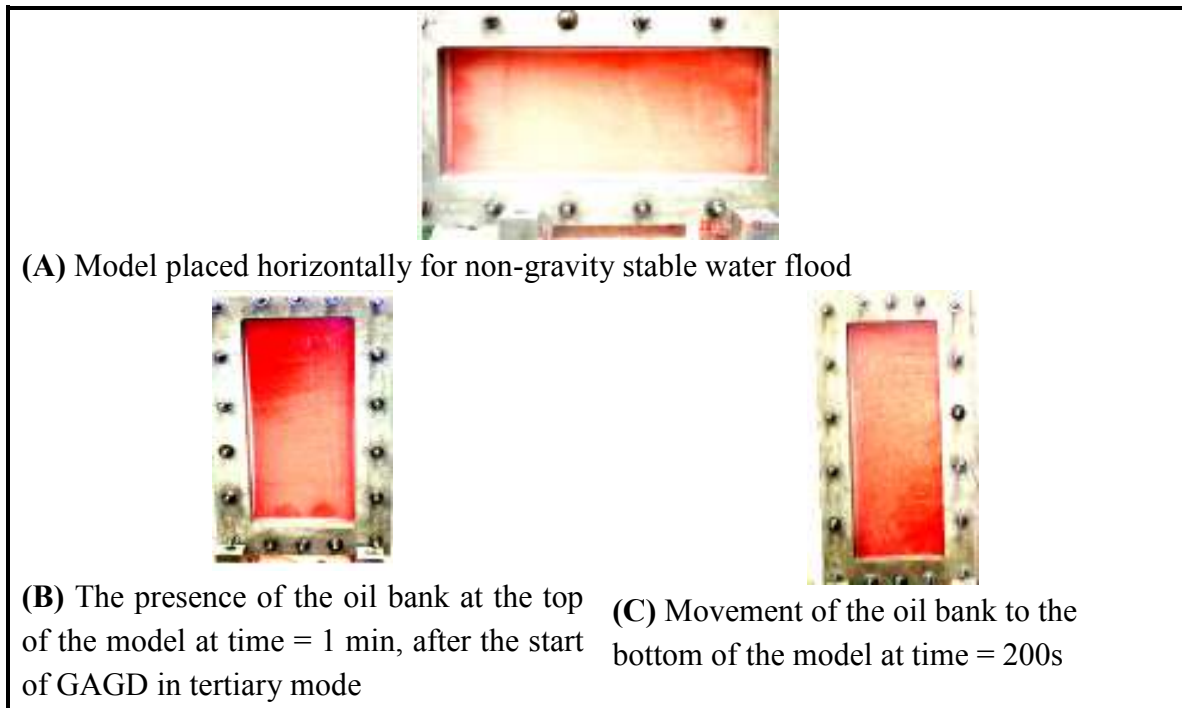 (A) Model placed horizontally for non-gravity stable water flood
(B) The presence of the oil bank at the top
of the model at time = 1 min, after the start
of GAGD in tertiary mode
(C) Movement of the oil bank to the
bottom of the model at time = 200s